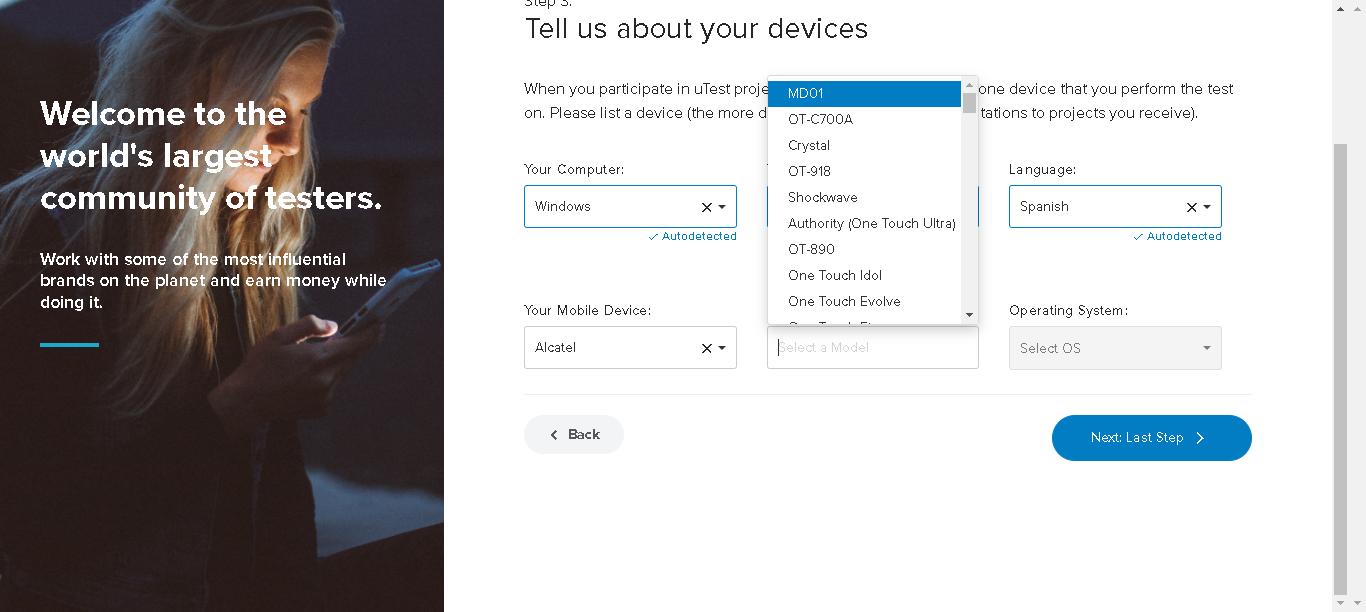 Welcome to the
world's largest
community of testers.
Work with some of the most influential
brands on the planet and earn money while
doing it.
Step 3:
Tell us about your devices
When you participate in uTest proje one device that you perform the test
on. Please list a device (the more d tations to projects you receive).
Your Computer:
Windows
Autodetected
Language:
Spanish
Autodetected
MD01
OT-C700A
Crystal
OT-918
Shockwave
Authority (One Touch Ultra)
OT-890
One Touch Idol
One Touch Evolve
Your Mobile Device:
Alcatel
Select a Model
Operating System:
Select OS
Back
Next: Last Step